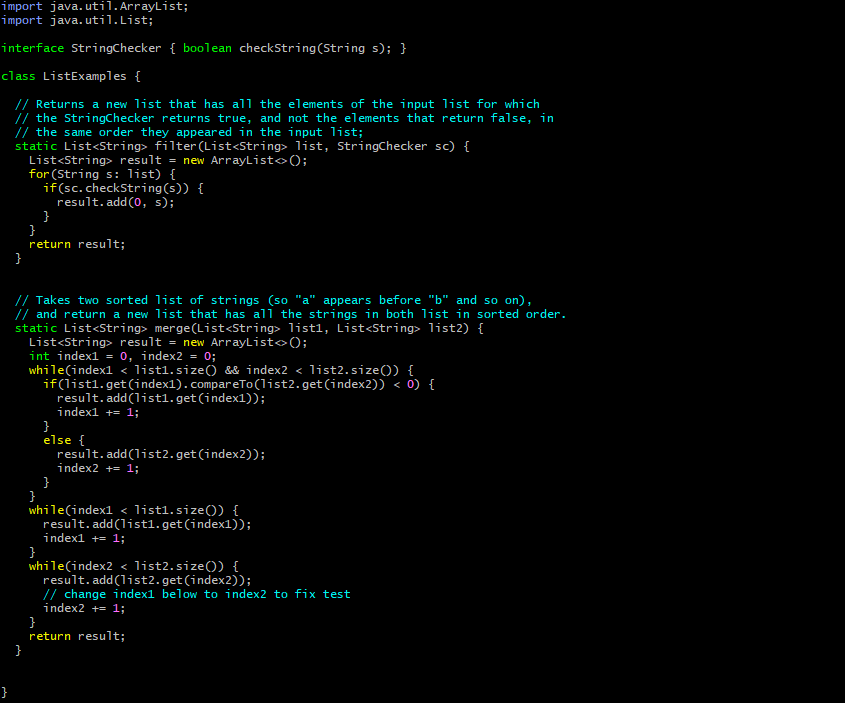 import java.util.ArrayList;
import java.util.List;

interface StringChecker { boolean checkString(String s); }

class ListExamples {

  // Returns a new list that has all the elements of the input list for which
  // the StringChecker returns true, and not the elements that return false, in
  // the same order they appeared in the input list;
  static List<String> filter(List<String> list, StringChecker sc) {
    List<String> result = new ArrayList<>();
    for(String s: list) {
      if(sc.checkString(s)) {
        result.add(0, s);
      }
    }
    return result;
  }


  // Takes two sorted list of strings (so "a" appears before "b" and so on),
  // and return a new list that has all the strings in both list in sorted order.
  static List<String> merge(List<String> list1, List<String> list2) {
    List<String> result = new ArrayList<>();
    int index1 = 0, index2 = 0;
    while(index1 < list1.size() && index2 < list2.size()) {
      if(list1.get(index1).compareTo(list2.get(index2)) < 0) {
        result.add(list1.get(index1));
        index1 += 1;
      }
      else {
        result.add(list2.get(index2));
        index2 += 1;
      }
    }
    while(index1 < list1.size()) {
      result.add(list1.get(index1));
      index1 += 1;
    }
    while(index2 < list2.size()) {
      result.add(list2.get(index2));
      // change index1 below to index2 to fix test
      index2 += 1;
    }
    return result;
  }


}